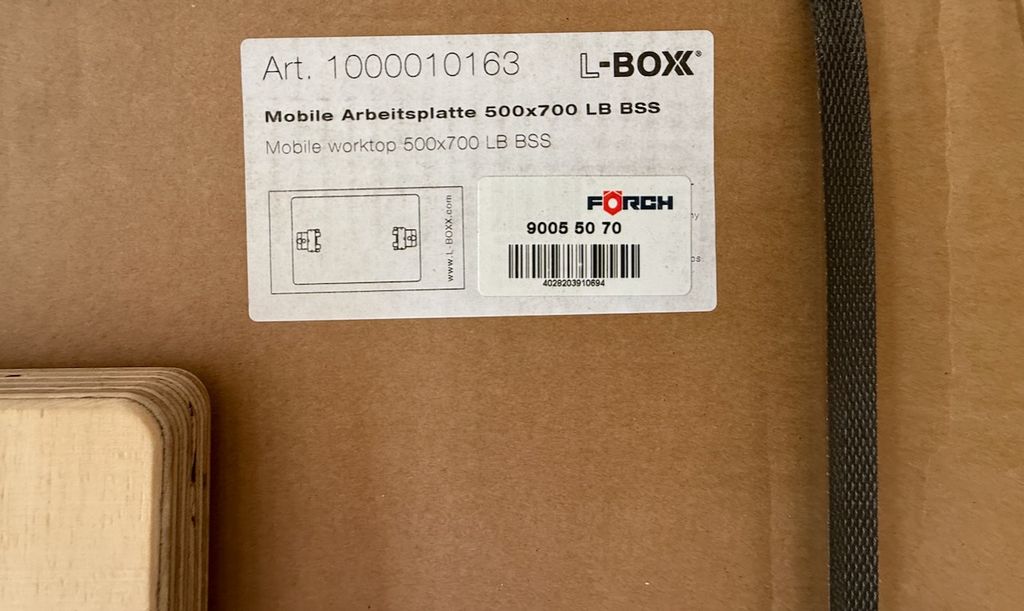 Art. 1000010163
L-BOXX®
Mobile Arbeitsplatte 500x700 LB BSS
Mobile worktop 500x700 LB BSS
www.L-BOXX.com
FÖRCH
9005 50 70
4028203910694